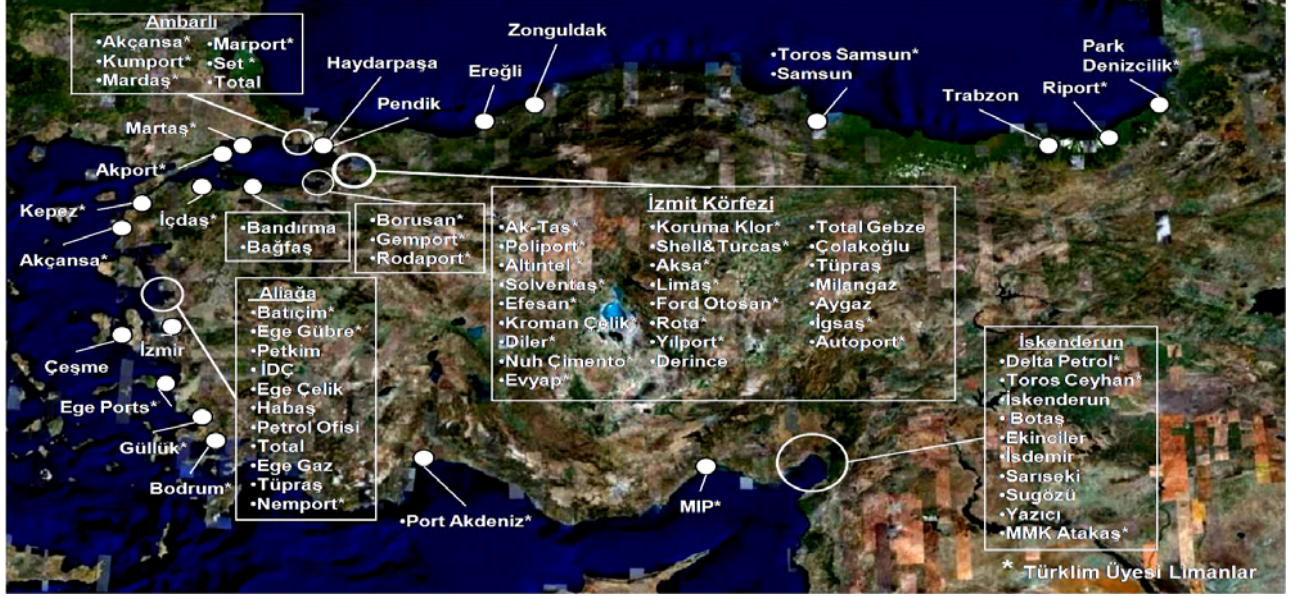 Ambarlı
•Akçansa* •Marport*
•Kumport* •Set*
•Mardaş* •Total
Haydarpaşa
Pendik
Ereğli
Zonguldak
•Toros Samsun*
•Samsun
Trabzon
Riport*
Park
Denizcilik*
Martaş*
Akport*
Kepez*
Akçansa*
İçdaş*
•Bandırma
•Bağfaş
•Borusan*
•Gemport*
•Rodaport*
İzmit Körfezi
•Ak-Taş* •Koruma Klor* •Total Gebze
•Poliport* •Shell&Turcas* •Çolakoğlu
•Altıntel* •Aksa* •Tüpraş
•Solventaş* •Limaş* •Milangaz
•Efesan* •Ford Otosan* •Aygaz
•Kroman Çelik* •Rota* •İgsaş*
•Diler* •Yılport* •Autoport*
•Nuh Çimento* •Derince
•Evyap*
Aliağa
•Batıçim*
•Ege Gübre*
•Petkim
•İDÇ
•Ege Çelik
•Habaş
•Petrol Ofisi
•Total
•Ege Gaz
•Tüpraş
•Nemport*
Çeşme
İzmir
Ege Ports*
Güllük*
Bodrum*
•Port Akdeniz*
MIP*
İskenderun
•Delta Petrol*
•Toros Ceyhan*
•İskenderun
•Botaş
•Ekinciler
•İsdemir
•Sarıseki
•Sugözü
•Yazıcı
•MMK Atakaş*
* Türklim Üyesi Limanlar